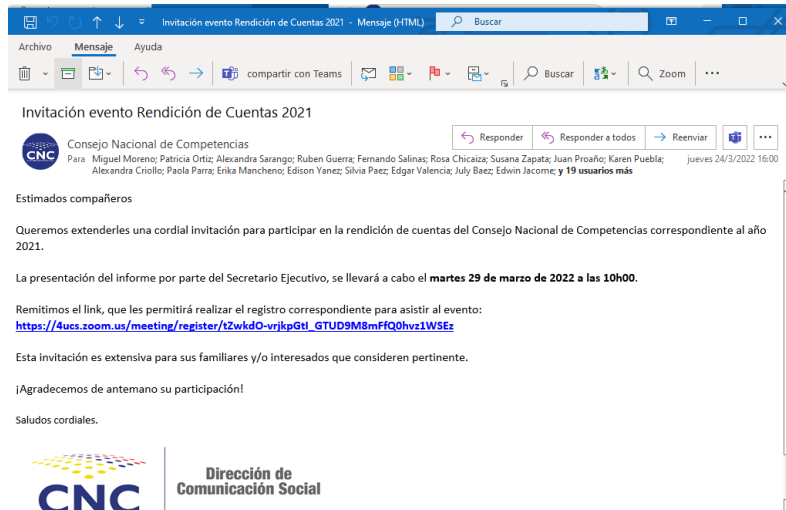 Invitación evento Rendición de Cuentas 2021 - Mensaje (HTML)
Buscar
Archivo Mensaje Ayuda
compartir con Teams Buscar Zoom
Invitación evento Rendición de Cuentas 2021
Responder Responder a todos Reenviar
CNC
Consejo Nacional de Competencias
Para Miguel Moreno; Patricia Ortiz; Alexandra Sarango; Ruben Guerra; Fernando Salinas; Rosa Chicaiza; Susana Zapata; Juan Proaño; Karen Puebla;
jueves 24/3/2022 16:00
Alexandra Criollo; Paola Parra; Erika Mancheno; Edison Yanez; Silvia Paez; Edgar Valencia; July Baez; Edwin Jacome; y 19 usuarios más
Estimados compañeros
Queremos extenderles una cordial invitación para participar en la rendición de cuentas del Consejo Nacional de Competencias correspondiente al año
2021.
La presentación del informe por parte del Secretario Ejecutivo, se llevará a cabo el martes 29 de marzo de 2022 a las 10h00.
Remitimos el link, que les permitirá realizar el registro correspondiente para asistir al evento:
https://4ucs.zoom.us/meeting/register/tZwkdO-vrjkpGtI_GTUD9M8mFfQ0hvz1WSEz
Esta invitación es extensiva para sus familiares y/o interesados que consideren pertinente.
¡Agradecemos de antemano su participación!
Saludos cordiales.
CNC
Dirección de
Comunicación Social